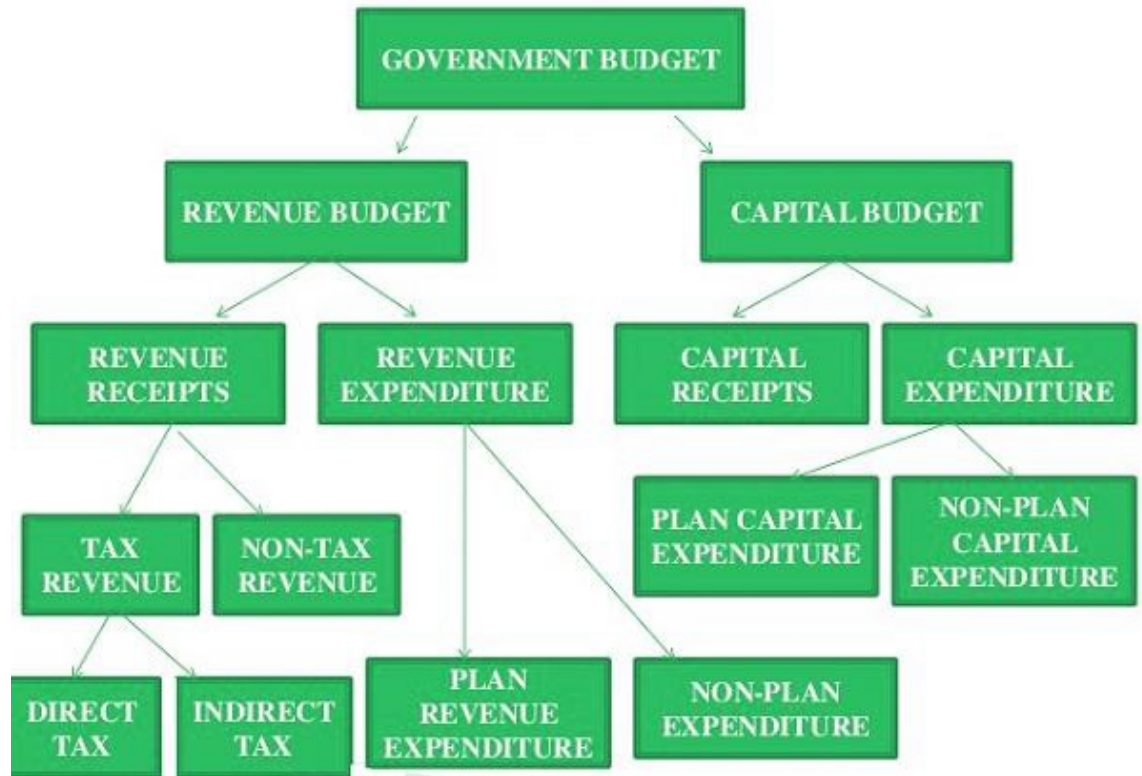 GOVERNMENT BUDGET
REVENUE BUDGET
CAPITAL BUDGET
REVENUE
RECEIPTS
REVENUE
EXPENDITURE
CAPITAL
RECEIPTS
CAPITAL
EXPENDITURE
TAX
REVENUE
NON-TAX
REVENUE
PLAN CAPITAL
EXPENDITURE
NON-PLAN
CAPITAL
EXPENDITURE
DIRECT
TAX
INDIRECT
TAX
PLAN
REVENUE
EXPENDITURE
NON-PLAN
EXPENDITURE